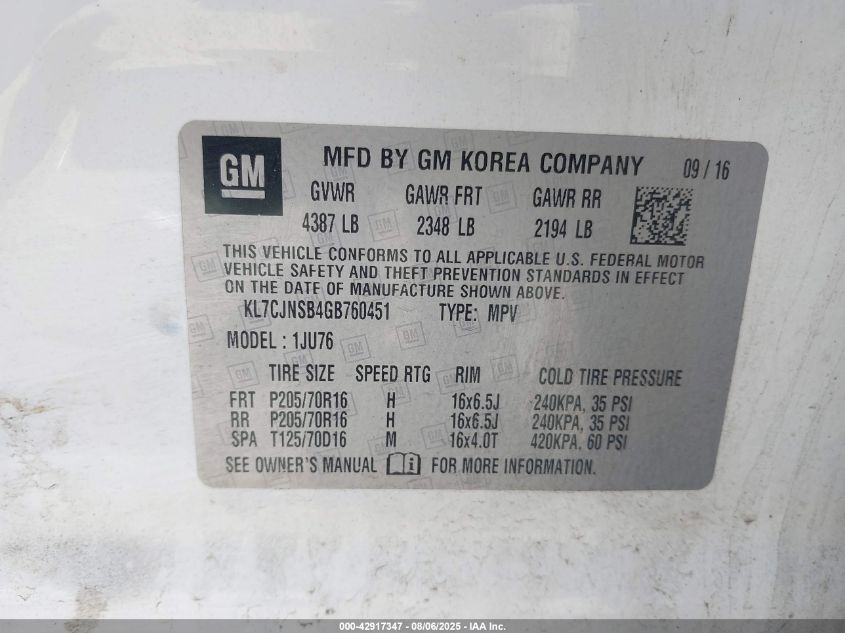 GM
MFD BY GM KOREA COMPANY 09 / 16
GVWR GAWR FRT GAWR RR
4387 LB 2348 LB 2194 LB
THIS VEHICLE CONFORMS TO ALL APPLICABLE U.S. FEDERAL MOTOR
VEHICLE SAFETY AND THEFT PREVENTION STANDARDS IN EFFECT
ON THE DATE OF MANUFACTURE SHOWN ABOVE.
KL7CJNSB4GB760451 TYPE: MPV
MODEL : 1JU76
TIRE SIZE SPEED RTG RIM COLD TIRE PRESSURE
FRT P205/70R16 H 16x6.5J 240KPA, 35 PSI
RR P205/70R16 H 16x6.5J 240KPA, 35 PSI
SPA T125/70D16 M 16x4.0T 420KPA, 60 PSI
SEE OWNER'S MANUAL i FOR MORE INFORMATION.
000-42917347 - 08/06/2025 - IAA Inc.